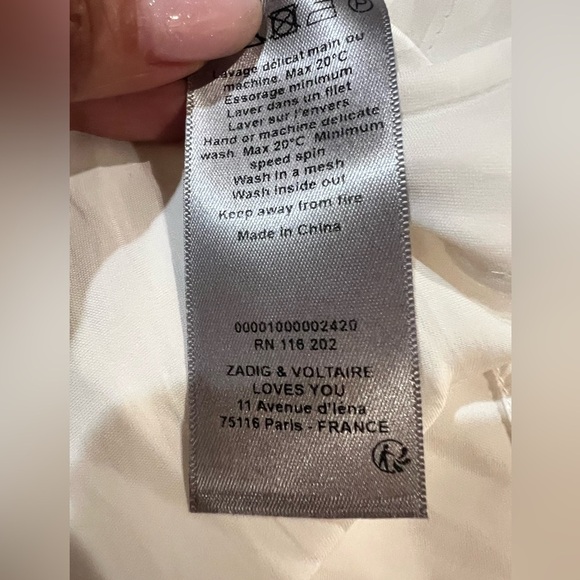 Lavage délicat main ou
machine. Max 20°C
Essorage minimum
Laver dans un filet
Laver sur l'envers
Hand or machine delicate
wash. Max 20°C. Minimum
speed spin
Wash in a mesh
Wash inside out
Keep away from fire
Made in China
00001000002420
RN 116 202
ZADIG & VOLTAIRE
LOVES YOU
11 Avenue d'Iéna
75116 Paris - FRANCE